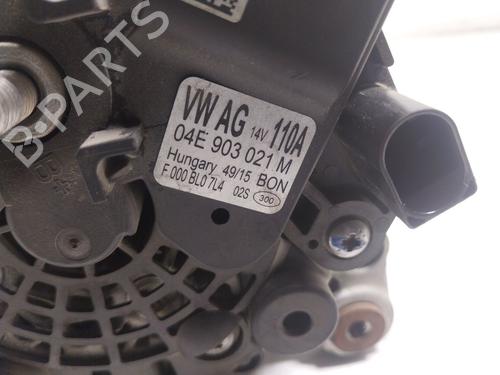 B-PARTS
VW AG 14V 110A
04E 903 021 M
Hungary 49/15 BON
F 000 BL0 7L4 02S 300